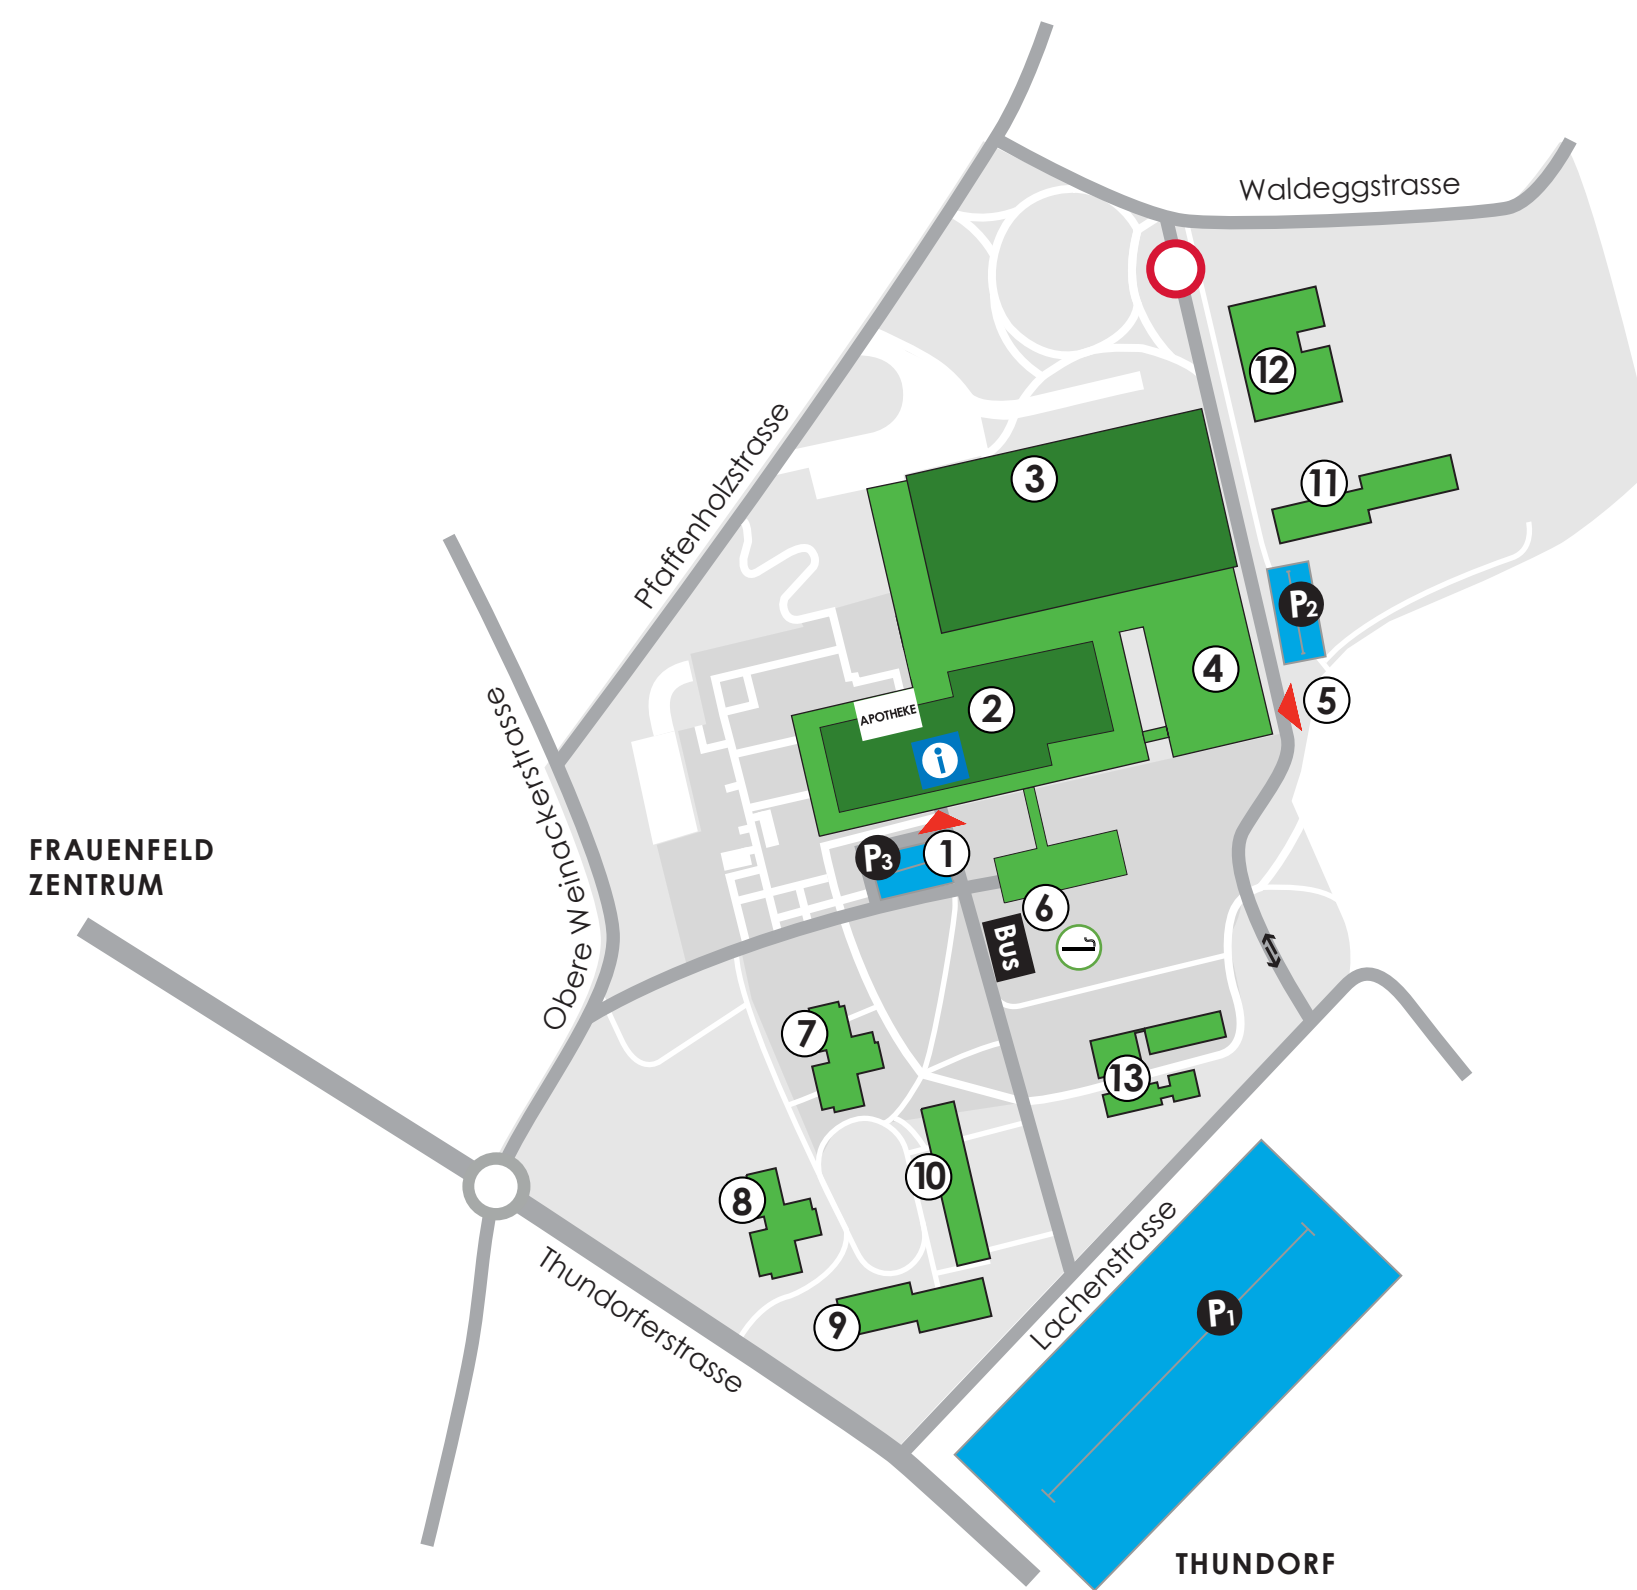 Waldeggstrasse
12
11
3
Pfaffenholzstrasse
P2
4
5
2
APOTHEKE
i
Obere Weinackerstrasse
FRAUENFELD
ZENTRUM
P3
1
6
Bus
7
13
10
8
9
Thundorferstrasse
Lachenstrasse
P1
THUNDORF